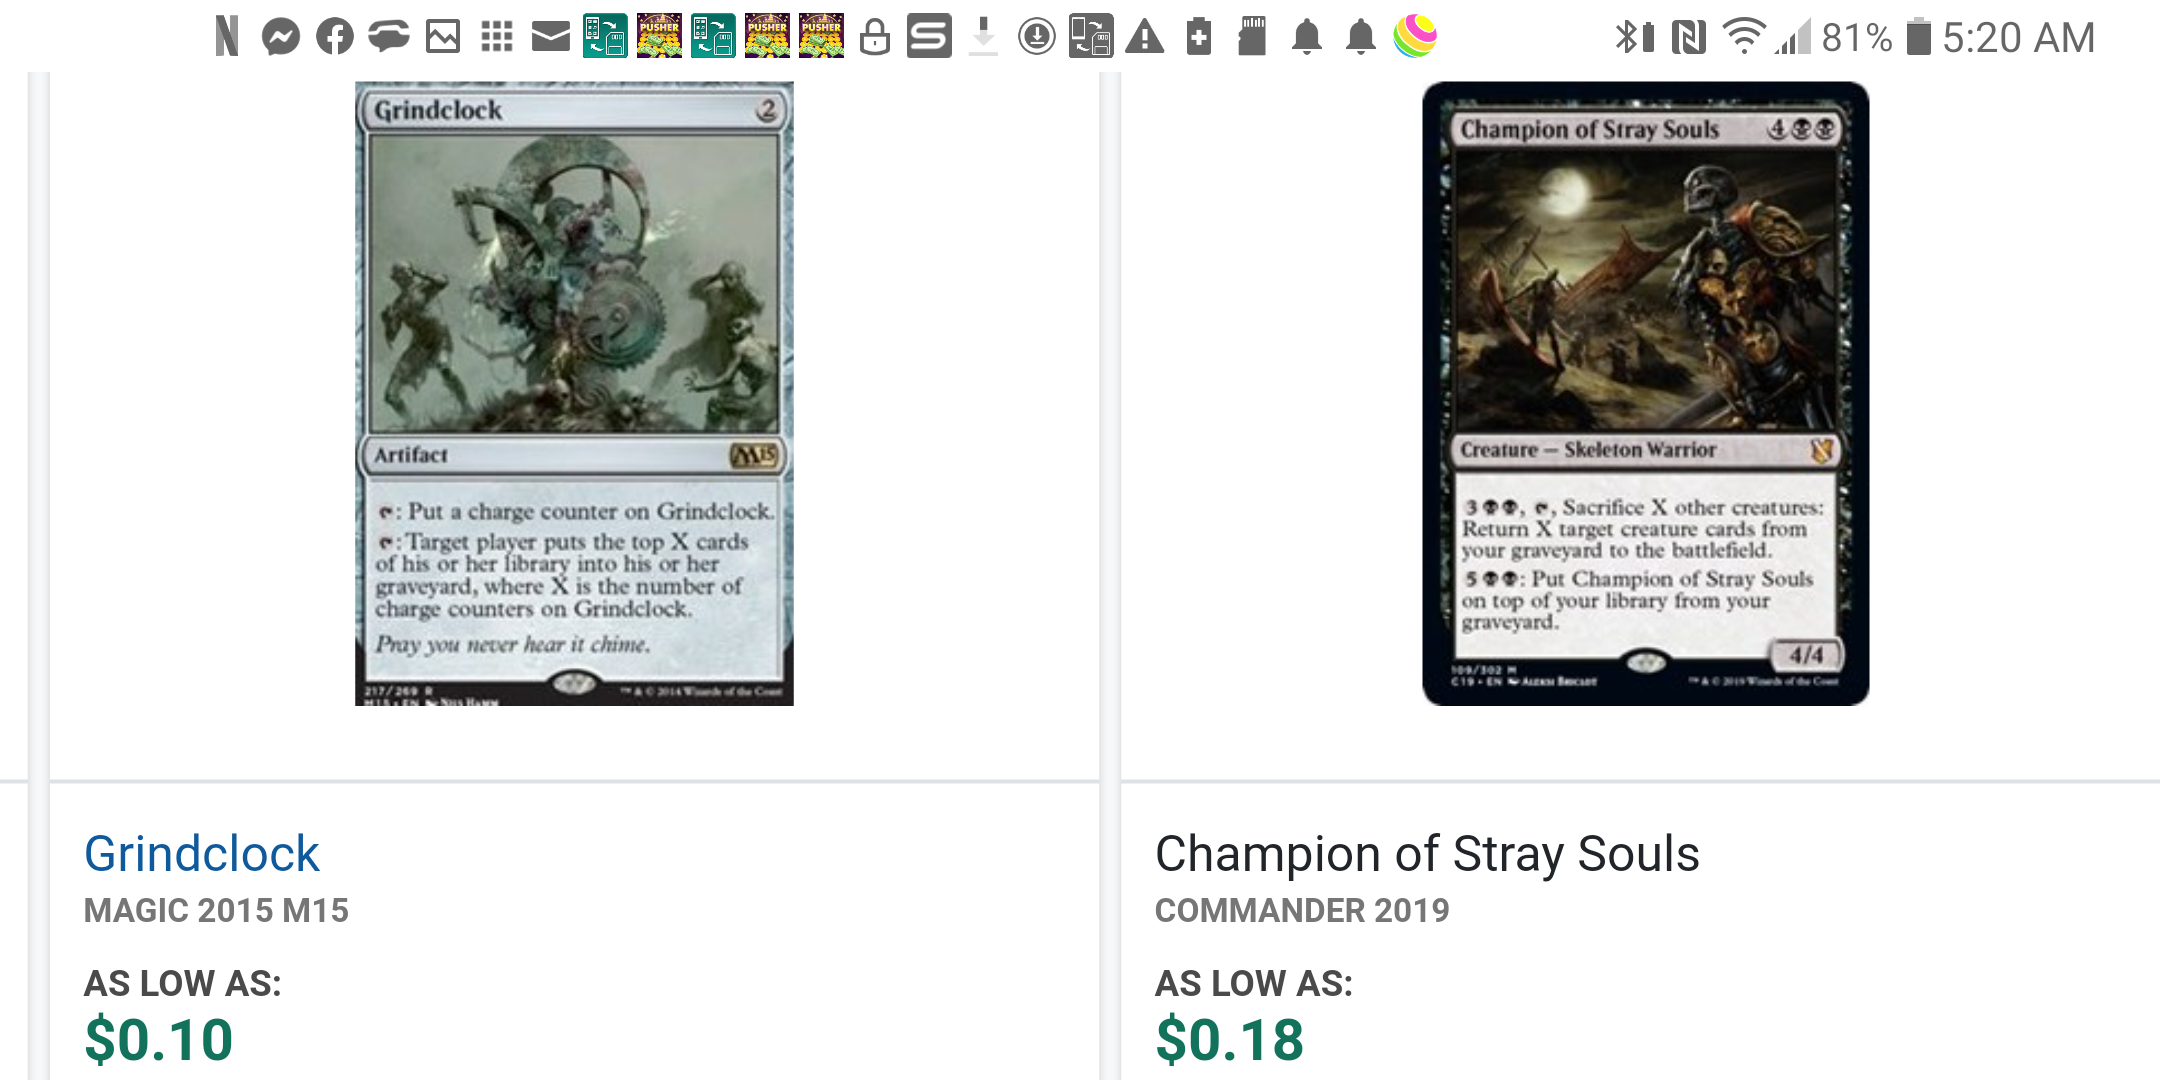 PUSHER PUSHER PUSHER 81% 5:20 AM
Grindclock 2
Artifact M15
: Put a charge counter on Grindclock.
:Target player puts the top X cards
of his or her library into his or her
graveyard, where X is the number of
charge counters on Grindclock.
Pray you never hear it chime.
217/269 R
M15 • EN Nils Hamm
™ & © 2014 Wizards of the Coast
Champion of Stray Souls 4
Creature — Skeleton Warrior
3 , , Sacrifice X other creatures:
Return X target creature cards from
your graveyard to the battlefield.
5 : Put Champion of Stray Souls
on top of your library from your
graveyard.
4/4
109/302 M
C19 • EN Aleksi Briclot
™ & © 2019 Wizards of the Coast
Grindclock
MAGIC 2015 M15
AS LOW AS:
$0.10
Champion of Stray Souls
COMMANDER 2019
AS LOW AS:
$0.18